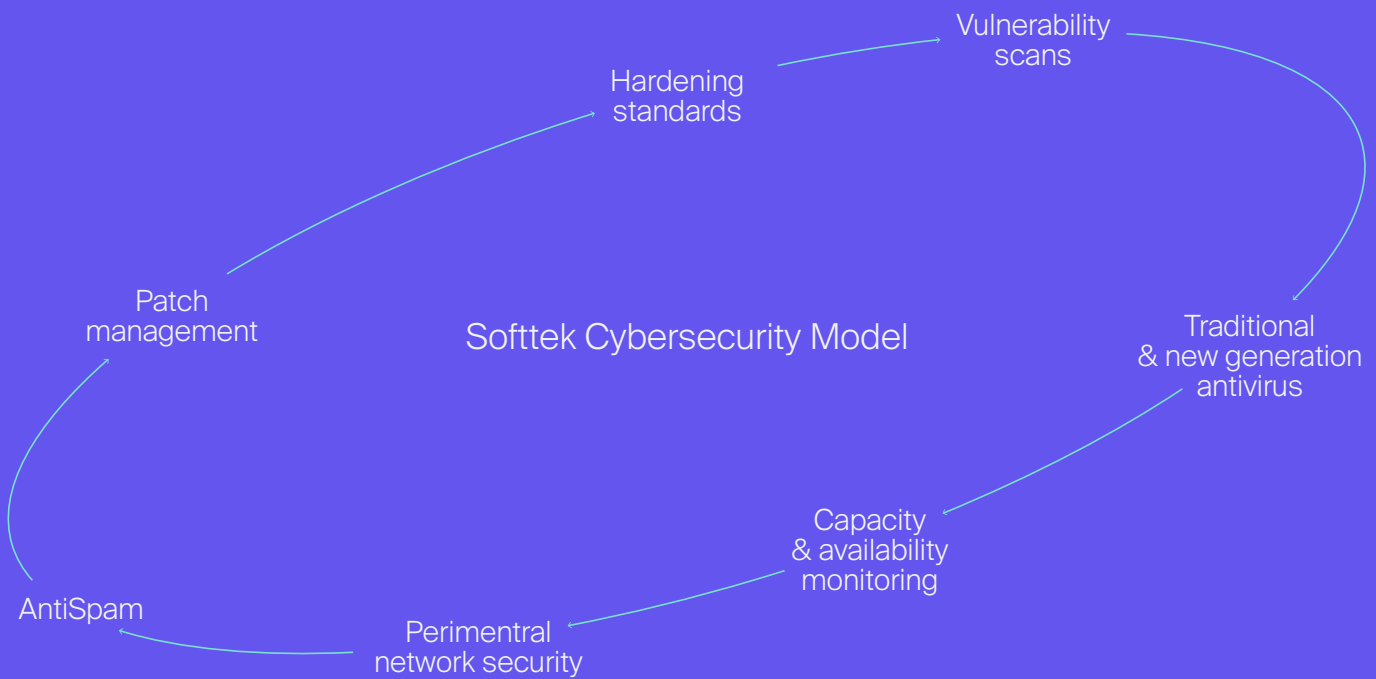 Vulnerability
scans
Hardening
standards
Patch
management
Softtek Cybersecurity Model
Traditional
& new generation
antivirus
Capacity
& availability
monitoring
AntiSpam
Perimentral
network security